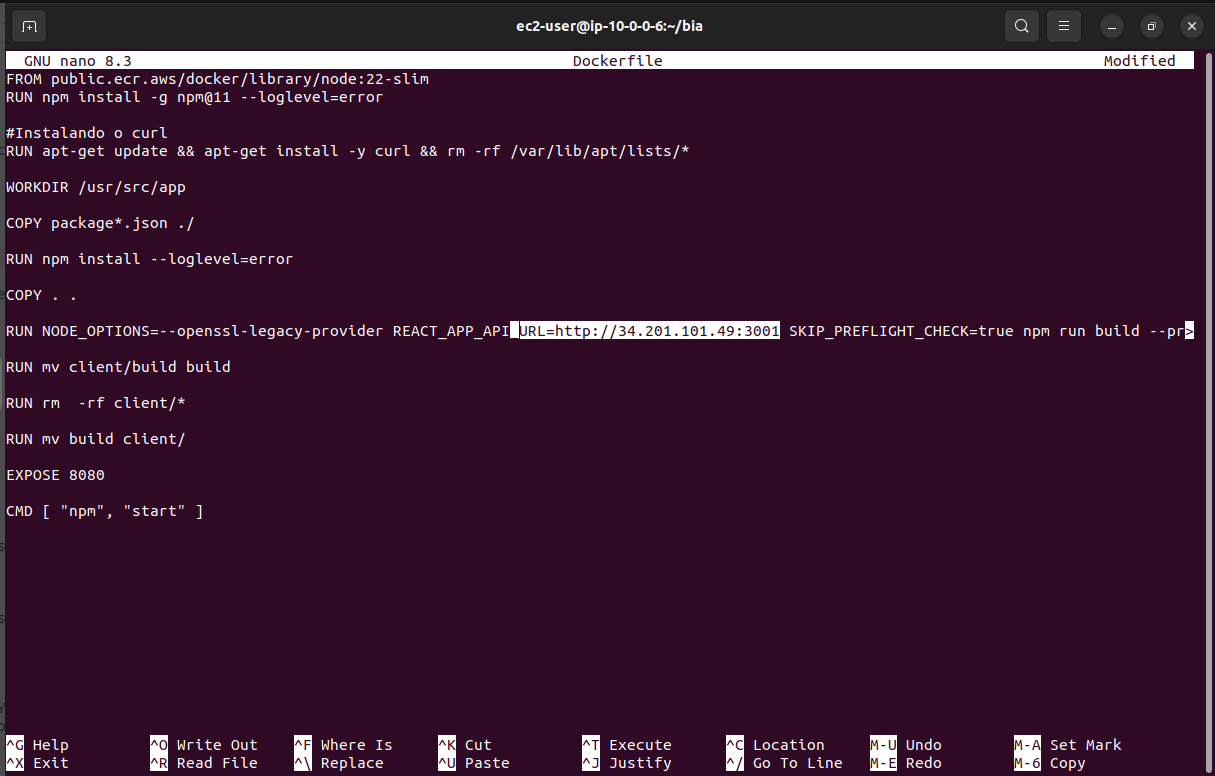 ec2-user@ip-10-0-0-6:~/bia
GNU nano 8.3 Dockerfile Modified
FROM public.ecr.aws/docker/library/node:22-slim
RUN npm install -g npm@11 --loglevel=error
#Instalando o curl
RUN apt-get update && apt-get install -y curl && rm -rf /var/lib/apt/lists/*
WORKDIR /usr/src/app
COPY package*.json ./
RUN npm install --loglevel=error
COPY . .
RUN NODE_OPTIONS=--openssl-legacy-provider REACT_APP_API URL=http://34.201.101.49:3001 SKIP_PREFLIGHT_CHECK=true npm run build --pr>
RUN mv client/build build
RUN rm  -rf client/*
RUN mv build client/
EXPOSE 8080
CMD [ "npm", "start" ]
^G Help ^O Write Out ^F Where Is ^K Cut ^T Execute ^C Location M-U Undo M-A Set Mark
^X Exit ^R Read File ^\ Replace ^U Paste ^J Justify ^/ Go To Line M-E Redo M-6 Copy